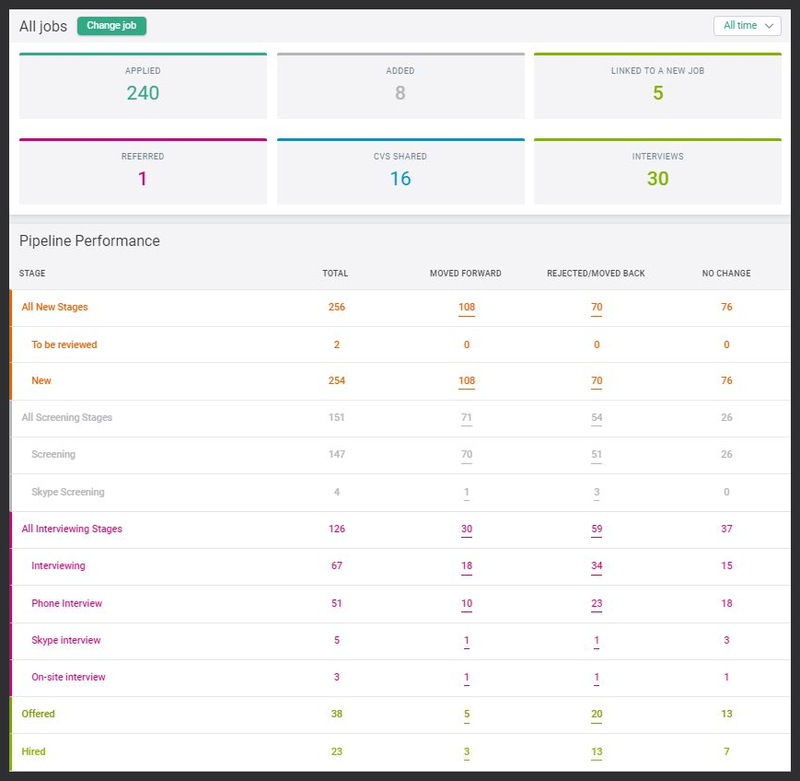 All jobs Change job All time
APPLIED ADDED LINKED TO A NEW JOB
240 8 5
REFERRED CVS SHARED INTERVIEWS
1 16 30
Pipeline Performance
STAGE TOTAL MOVED FORWARD REJECTED/MOVED BACK NO CHANGE
All New Stages 256 108 70 76
To be reviewed 2 0 0 0
New 254 108 70 76
All Screening Stages 151 71 54 26
Screening 147 70 51 26
Skype Screening 4 1 3 0
All Interviewing Stages 126 30 59 37
Interviewing 67 18 34 15
Phone Interview 51 10 23 18
Skype interview 5 1 1 3
On-site interview 3 1 1 1
Offered 38 5 20 13
Hired 23 3 13 7